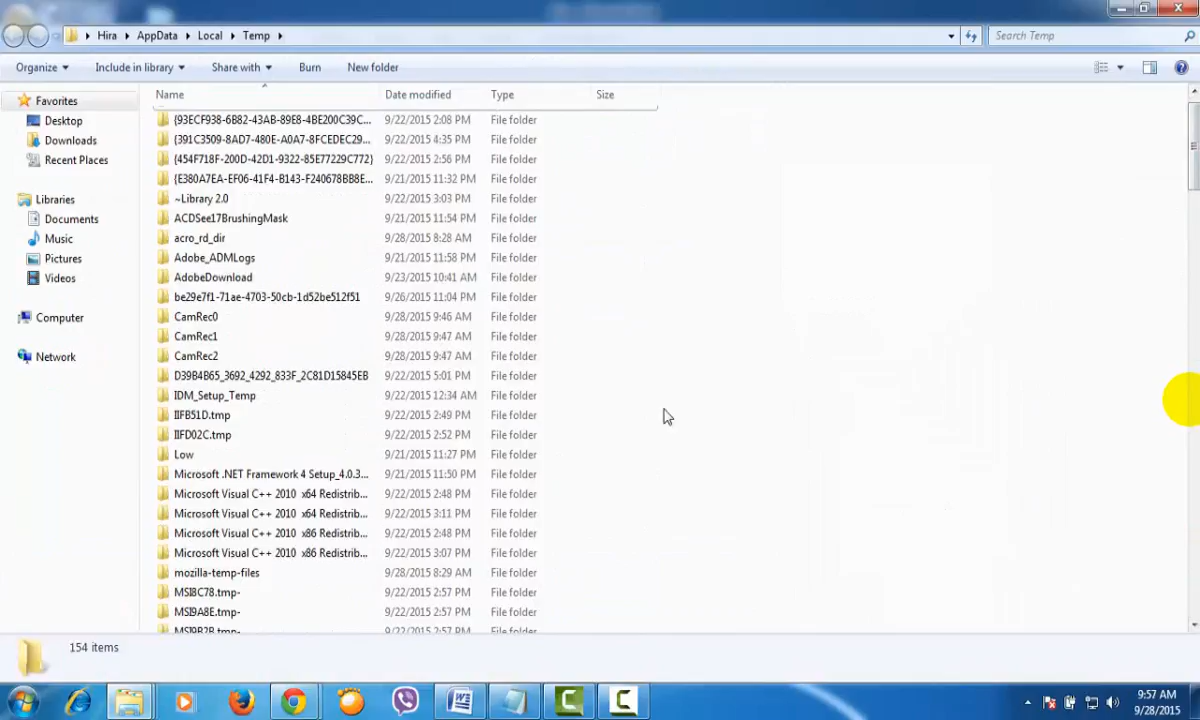 Hira AppData Local Temp
Search Temp
Organize Include in library Share with Burn New folder
Name Date modified Type Size
Favorites
Desktop
Downloads
Recent Places
Libraries
Documents
Music
Pictures
Videos
Computer
Network
{93ECF938-6B82-43AB-89E8-4BE200C39C... 9/22/2015 2:08 PM File folder
{391C3509-8AD7-480E-A0A7-8FCEDEC29... 9/22/2015 4:35 PM File folder
{454F718F-200D-42D1-9322-85E77229C772} 9/22/2015 2:56 PM File folder
{E380A7EA-EF06-41F4-B143-F240678BB8E... 9/21/2015 11:32 PM File folder
~Library 2.0 9/22/2015 3:03 PM File folder
ACDSee17BrushingMask 9/21/2015 11:54 PM File folder
acro_rd_dir 9/28/2015 8:28 AM File folder
Adobe_ADMLogs 9/21/2015 11:58 PM File folder
AdobeDownload 9/23/2015 10:41 AM File folder
be29e7f1-71ae-4703-50cb-1d52be512f51 9/26/2015 11:04 PM File folder
CamRec0 9/28/2015 9:46 AM File folder
CamRec1 9/28/2015 9:47 AM File folder
CamRec2 9/28/2015 9:47 AM File folder
D39B4B65_3692_4292_833F_2C81D15845EB 9/22/2015 5:01 PM File folder
IDM_Setup_Temp 9/22/2015 12:34 AM File folder
IIFB51D.tmp 9/22/2015 2:49 PM File folder
IIFD02C.tmp 9/22/2015 2:52 PM File folder
Low 9/21/2015 11:27 PM File folder
Microsoft .NET Framework 4 Setup_4.0.3... 9/21/2015 11:50 PM File folder
Microsoft Visual C++ 2010 x64 Redistrib... 9/22/2015 2:48 PM File folder
Microsoft Visual C++ 2010 x64 Redistrib... 9/22/2015 3:11 PM File folder
Microsoft Visual C++ 2010 x86 Redistrib... 9/22/2015 2:48 PM File folder
Microsoft Visual C++ 2010 x86 Redistrib... 9/22/2015 3:07 PM File folder
mozilla-temp-files 9/28/2015 8:29 AM File folder
MSI8C78.tmp- 9/22/2015 2:57 PM File folder
MSI9A8E.tmp- 9/22/2015 2:57 PM File folder
MSI9B2B.tmp- 9/22/2015 2:57 PM File folder
154 items
9:57 AM
9/28/2015